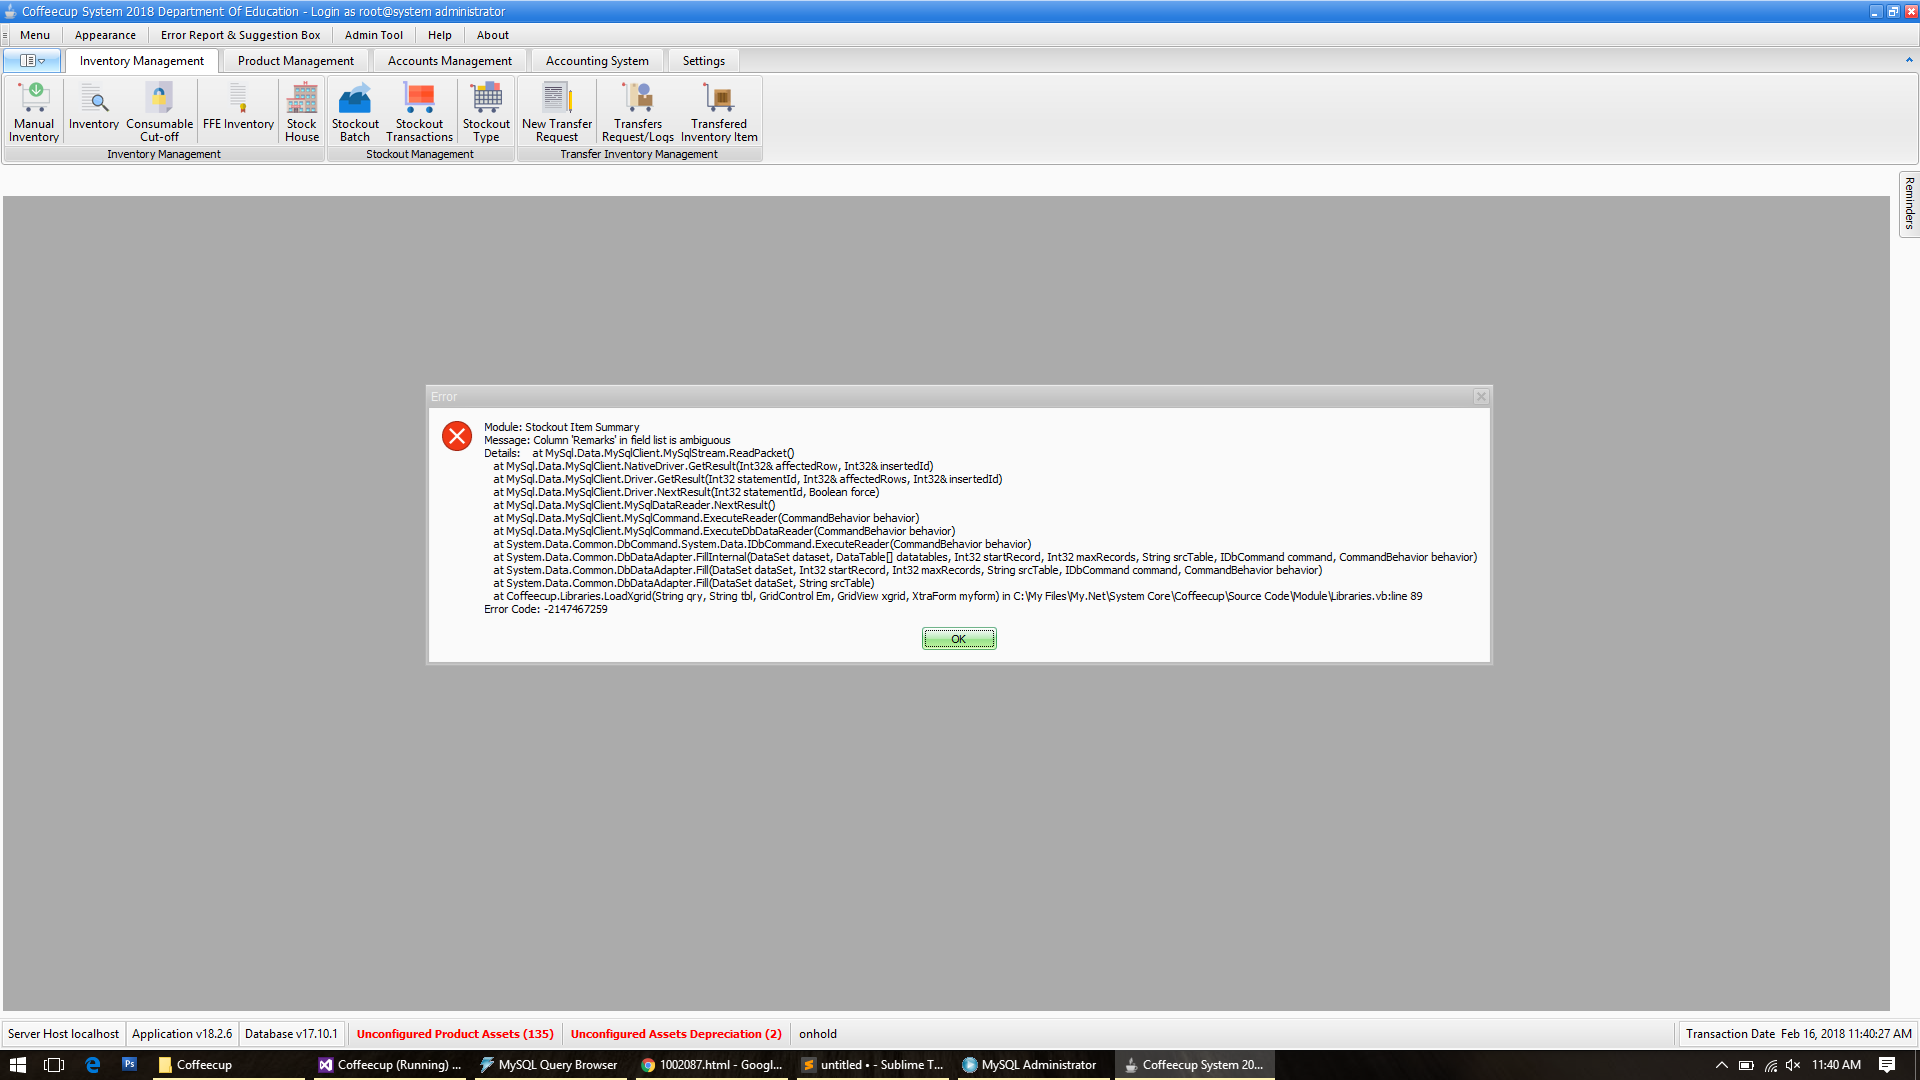 Coffeecup System 2018 Department Of Education - Login as root@system administrator
Menu Appearance Error Report & Suggestion Box Admin Tool Help About
Inventory Management Product Management Accounts Management Accounting System Settings
Manual Inventory
Inventory
Consumable Cut-off
FFE Inventory
Stock House
Stockout Batch
Stockout Transactions
Stockout Type
New Transfer Request
Transfers Request/Logs
Transfered Inventory Item
Inventory Management Stockout Management Transfer Inventory Management
Reminders
Error
Module: Stockout Item Summary
Message: Column 'Remarks' in field list is ambiguous
Details: at MySql.Data.MySqlClient.MySqlStream.ReadPacket()
at MySql.Data.MySqlClient.NativeDriver.GetResult(Int32& affectedRow, Int32& insertedId)
at MySql.Data.MySqlClient.Driver.GetResult(Int32 statementId, Int32& affectedRows, Int32& insertedId)
at MySql.Data.MySqlClient.Driver.NextResult(Int32 statementId, Boolean force)
at MySql.Data.MySqlClient.MySqlDataReader.NextResult()
at MySql.Data.MySqlClient.MySqlCommand.ExecuteReader(CommandBehavior behavior)
at MySql.Data.MySqlClient.MySqlCommand.ExecuteDbDataReader(CommandBehavior behavior)
at System.Data.Common.DbCommand.System.Data.IDbCommand.ExecuteReader(CommandBehavior behavior)
at System.Data.Common.DbDataAdapter.FillInternal(DataSet dataset, DataTable[] datatables, Int32 startRecord, Int32 maxRecords, String srcTable, IDbCommand command, CommandBehavior behavior)
at System.Data.Common.DbDataAdapter.Fill(DataSet dataSet, Int32 startRecord, Int32 maxRecords, String srcTable, IDbCommand command, CommandBehavior behavior)
at System.Data.Common.DbDataAdapter.Fill(DataSet dataSet, String srcTable)
at Coffeecup.Libraries.LoadXgrid(String qry, String tbl, GridControl Em, GridView xgrid, XtraForm myform) in C:\My Files\My.Net\System Core\Coffeecup\Source Code\Module\Libraries.vb:line 89
Error Code: -2147467259
OK
Server Host localhost Application v18.2.6 Database v17.10.1 Unconfigured Product Assets (135) Unconfigured Assets Depreciation (2) onhold Transaction Date Feb 16, 2018 11:40:27 AM
Ps Coffeecup Coffeecup (Running) ... MySQL Query Browser 1002087.html - Googl... untitled • - Sublime T... MySQL Administrator Coffeecup System 20... 11:40 AM